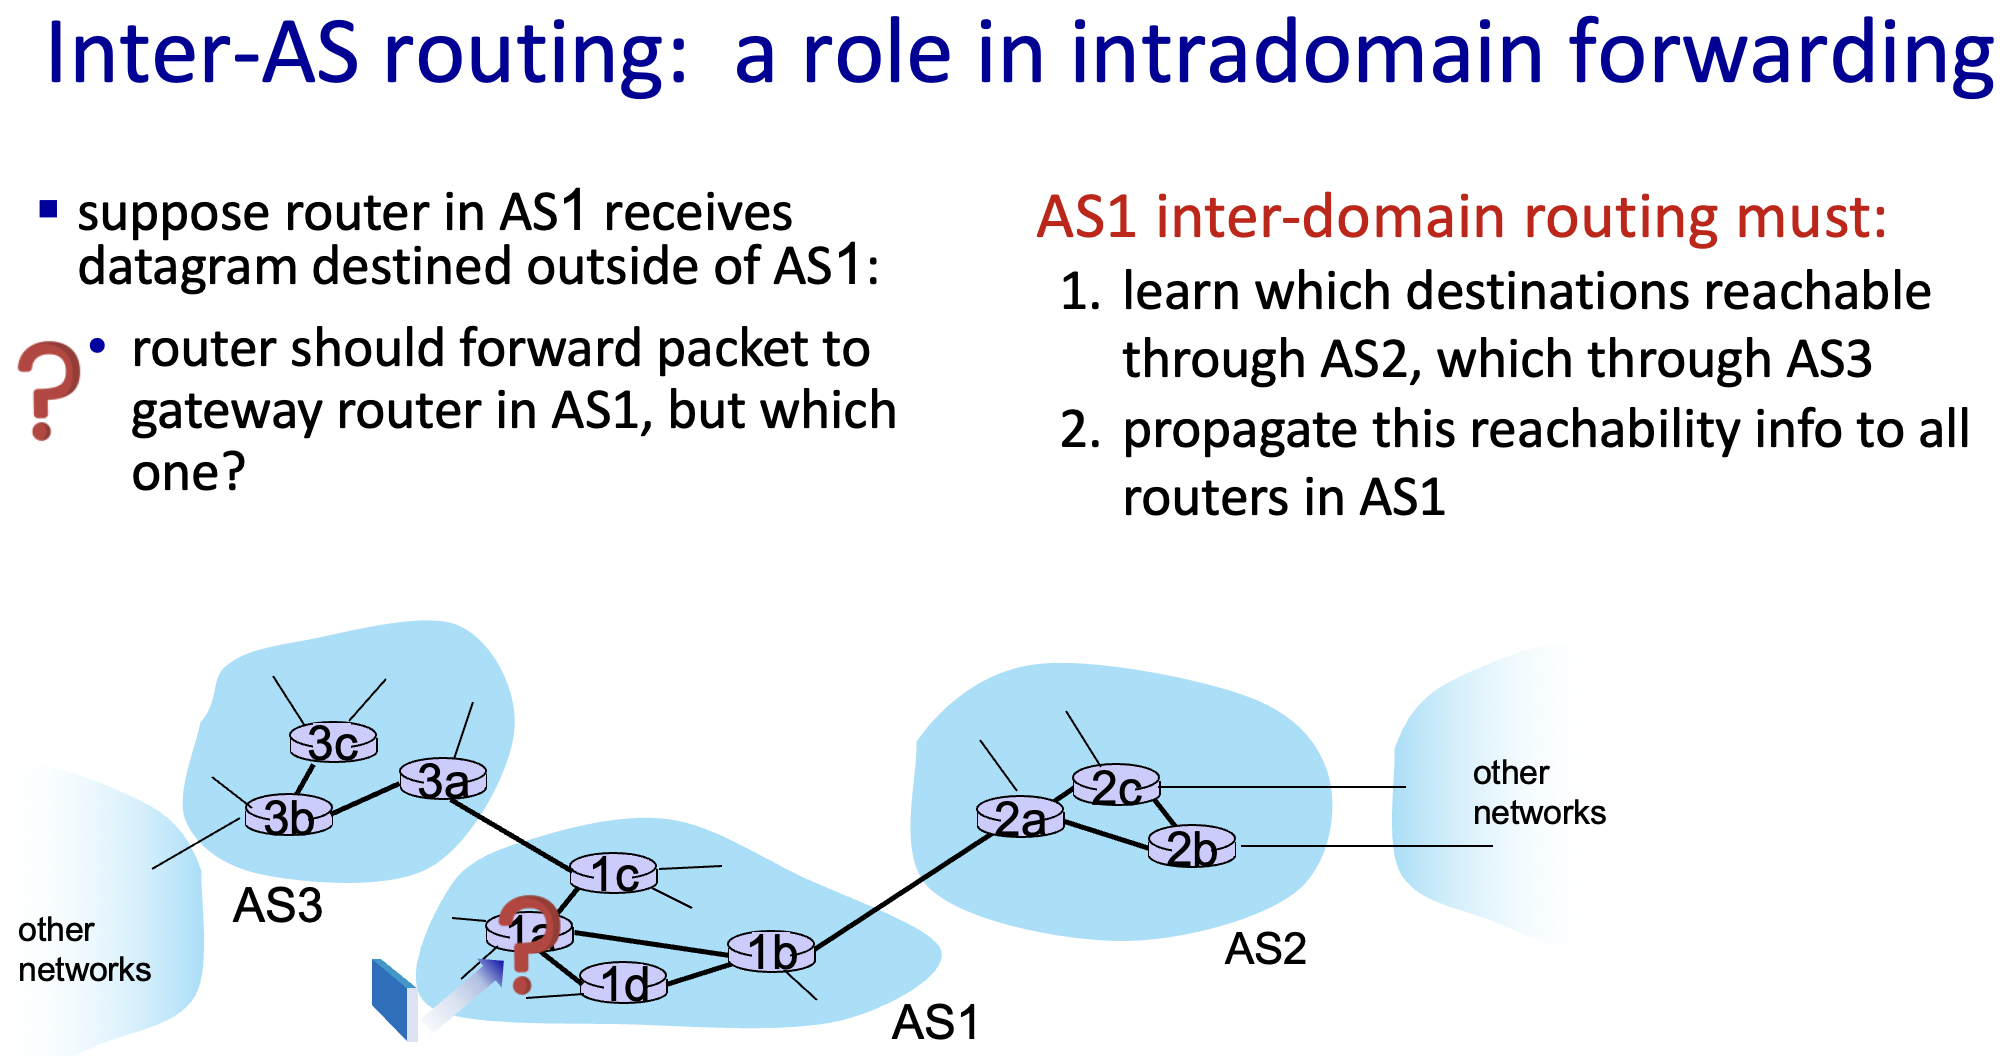 Inter-AS routing: a role in intradomain forwarding
suppose router in AS1 receives
datagram destined outside of AS1:
? • router should forward packet to
gateway router in AS1, but which
one?
AS1 inter-domain routing must:
1. learn which destinations reachable
through AS2, which through AS3
2. propagate this reachability info to all
routers in AS1
3c
3a
3b
AS3
other
networks
1c
1a
?
1b
1d
AS1
2c
2a
2b
AS2
other
networks